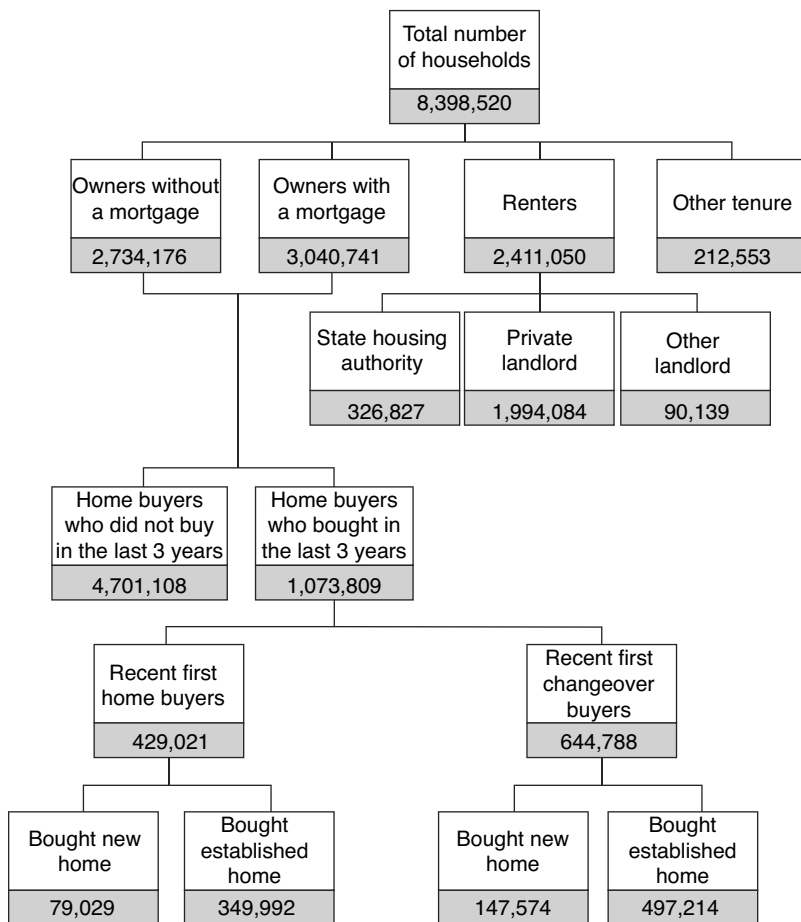 Total number
of households
8,398,520
Owners without
a mortgage
2,734,176
Owners with
a mortgage
3,040,741
Renters
2,411,050
Other tenure
212,553
State housing
authority
326,827
Private
landlord
1,994,084
Other
landlord
90,139
Home buyers
who did not buy
in the last 3 years
4,701,108
Home buyers
who bought in
the last 3 years
1,073,809
Recent first
home buyers
429,021
Recent first
changeover
buyers
644,788
Bought new
home
79,029
Bought
established
home
349,992
Bought new
home
147,574
Bought
established
home
497,214